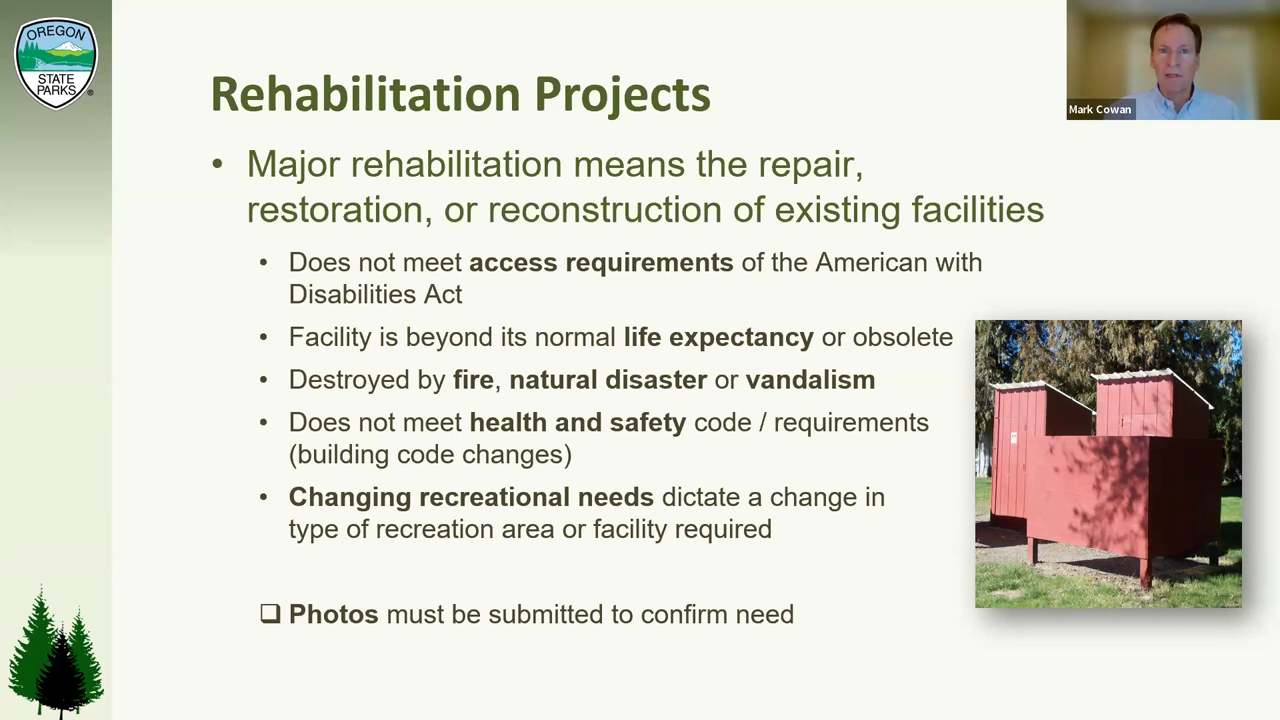 OREGON
STATE
PARKS
®
Mark Cowan
Rehabilitation Projects
• Major rehabilitation means the repair,
restoration, or reconstruction of existing facilities
• Does not meet access requirements of the American with
Disabilities Act
• Facility is beyond its normal life expectancy or obsolete
• Destroyed by fire, natural disaster or vandalism
• Does not meet health and safety code / requirements
(building code changes)
• Changing recreational needs dictate a change in
type of recreation area or facility required
❑ Photos must be submitted to confirm need